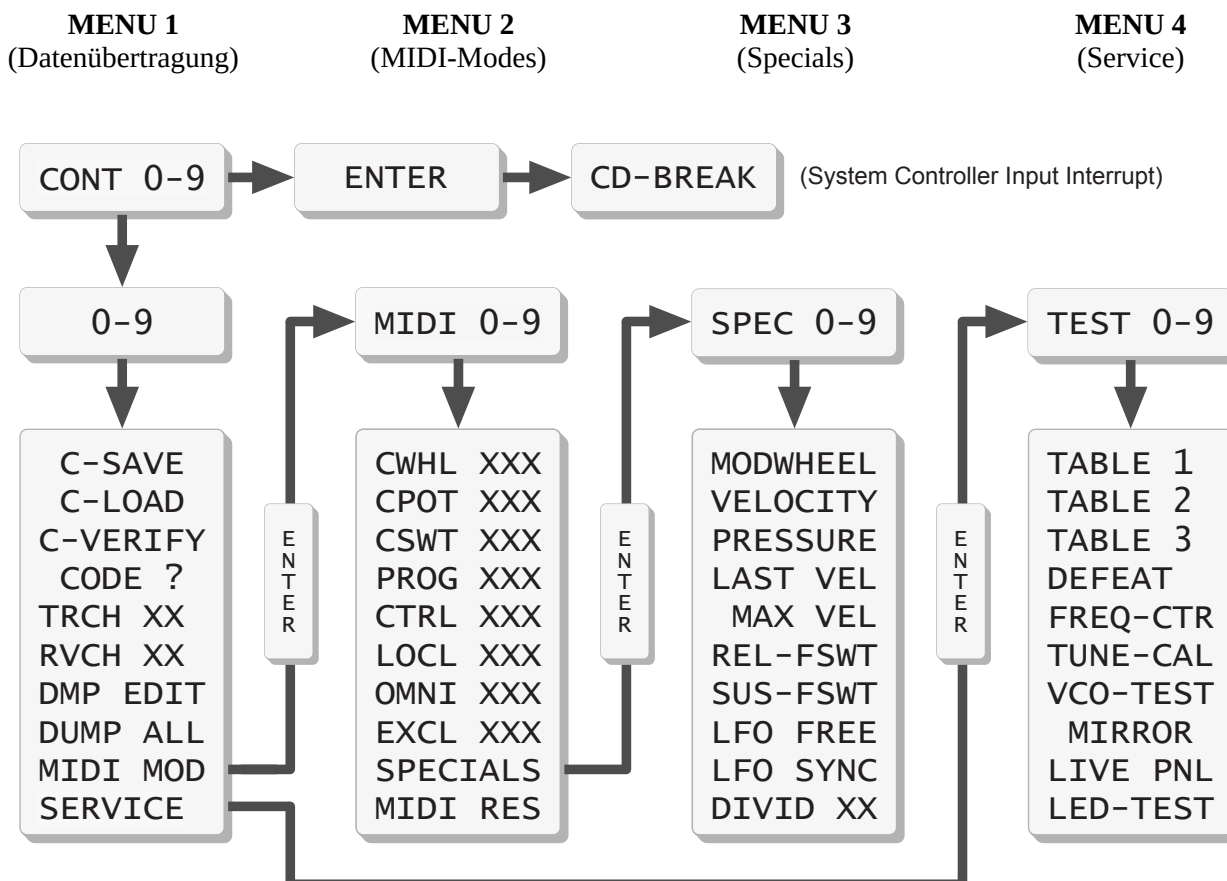 MENU 1
(Datenübertragung)
MENU 2
(MIDI-Modes)
MENU 3
(Specials)
MENU 4
(Service)
CONT 0-9
ENTER
CD-BREAK
(System Controller Input Interrupt)
0-9
MIDI 0-9
SPEC 0-9
TEST 0-9
C-SAVE
C-LOAD
C-VERIFY
CODE ?
TRCH XX
RVCH XX
DMP EDIT
DUMP ALL
MIDI MOD
SERVICE
ENTER
CWHL XXX
CPOT XXX
CSWT XXX
PROG XXX
CTRL XXX
LOCL XXX
OMNI XXX
EXCL XXX
SPECIALS
MIDI RES
ENTER
MODWHEEL
VELOCITY
PRESSURE
LAST VEL
MAX VEL
REL-FSWT
SUS-FSWT
LFO FREE
LFO SYNC
DIVID XX
ENTER
TABLE 1
TABLE 2
TABLE 3
DEFEAT
FREQ-CTR
TUNE-CAL
VCO-TEST
MIRROR
LIVE PNL
LED-TEST